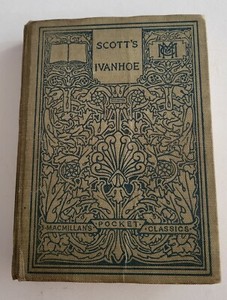 SCOTT'S
IVANHOE
MACMILLAN'S POCKET CLASSICS